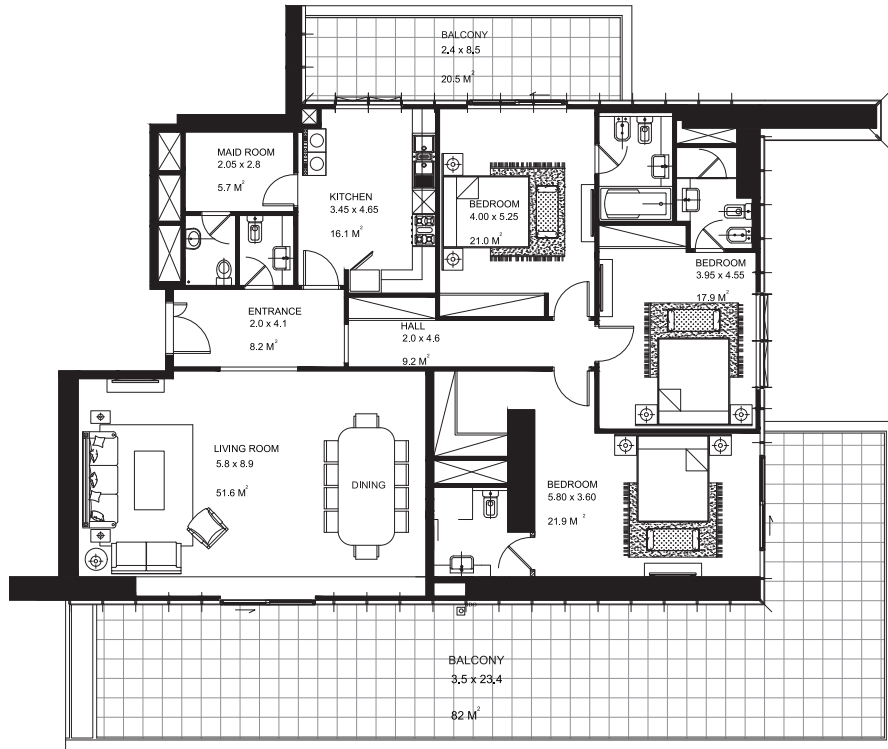 BALCONY
2.4 x 8.5
20.5 M²
MAID ROOM
2.05 x 2.8
5.7 M²
KITCHEN
3.45 x 4.65
16.1 M²
BEDROOM
4.00 x 5.25
21.0 M²
BEDROOM
3.95 x 4.55
17.9 M²
ENTRANCE
2.0 x 4.1
8.2 M²
HALL
2.0 x 4.6
9.2 M²
LIVING ROOM
5.8 x 8.9
51.6 M²
DINING
BEDROOM
5.80 x 3.60
21.9 M²
BALCONY
3.5 x 23.4
82 M²